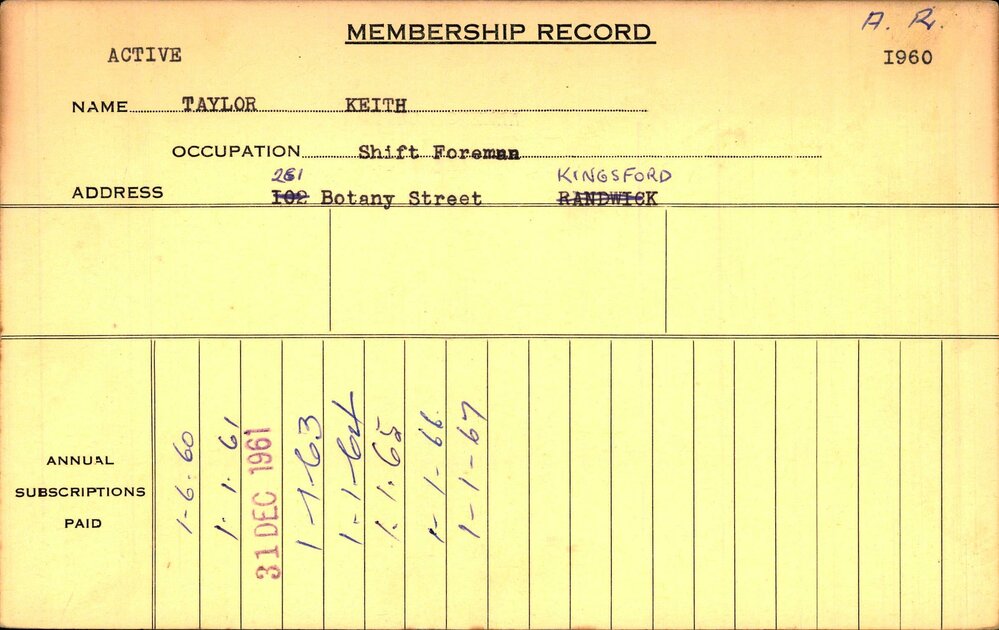 MEMBERSHIP RECORD
A. R.
ACTIVE
I960
NAME TAYLOR KEITH
OCCUPATION Shift Foreman
261 KINGSFORD
ADDRESS I02 Botany Street RANDWICK
ANNUAL
SUBSCRIPTIONS
PAID
1-6-60
1.1.61
31 DEC 1961
1-1-63
1-1-64
1.1.65
1-1-66
1-1-67